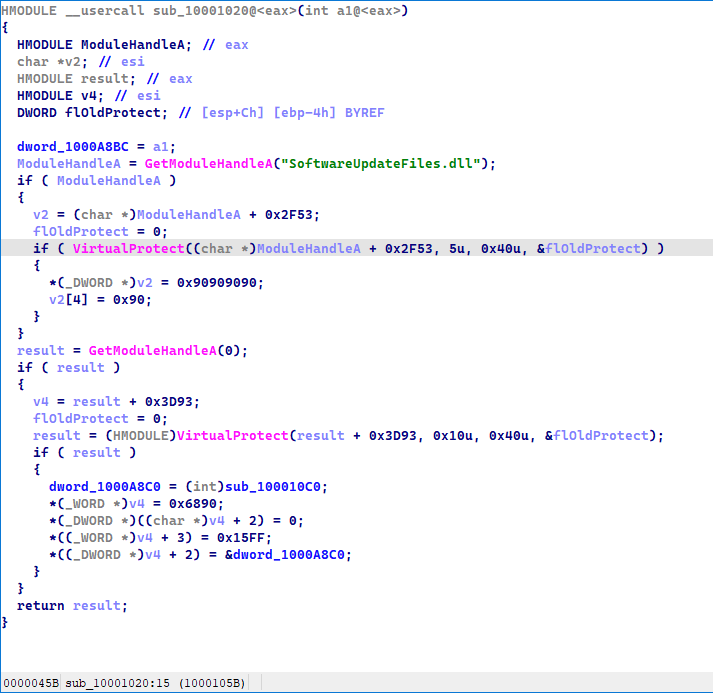 HMODULE __usercall sub_10001020@<eax>(int a1@<eax>)
{
  HMODULE ModuleHandleA; // eax
  char *v2; // esi
  HMODULE result; // eax
  HMODULE v4; // esi
  DWORD flOldProtect; // [esp+Ch] [ebp-4h] BYREF

  dword_1000A8BC = a1;
  ModuleHandleA = GetModuleHandleA("SoftwareUpdateFiles.dll");
  if ( ModuleHandleA )
  {
    v2 = (char *)ModuleHandleA + 0x2F53;
    flOldProtect = 0;
    if ( VirtualProtect((char *)ModuleHandleA + 0x2F53, 5u, 0x40u, &flOldProtect) )
    {
      *(_DWORD *)v2 = 0x90909090;
      v2[4] = 0x90;
    }
  }
  result = GetModuleHandleA(0);
  if ( result )
  {
    v4 = result + 0x3D93;
    flOldProtect = 0;
    result = (HMODULE)VirtualProtect(result + 0x3D93, 0x10u, 0x40u, &flOldProtect);
    if ( result )
    {
      dword_1000A8C0 = (int)sub_100010C0;
      *(_WORD *)v4 = 0x6890;
      *(_DWORD *)((char *)v4 + 2) = 0;
      *((_WORD *)v4 + 3) = 0x15FF;
      *((_DWORD *)v4 + 2) = &dword_1000A8C0;
    }
  }
  return result;
}
0000045B sub_10001020:15 (1000105B)